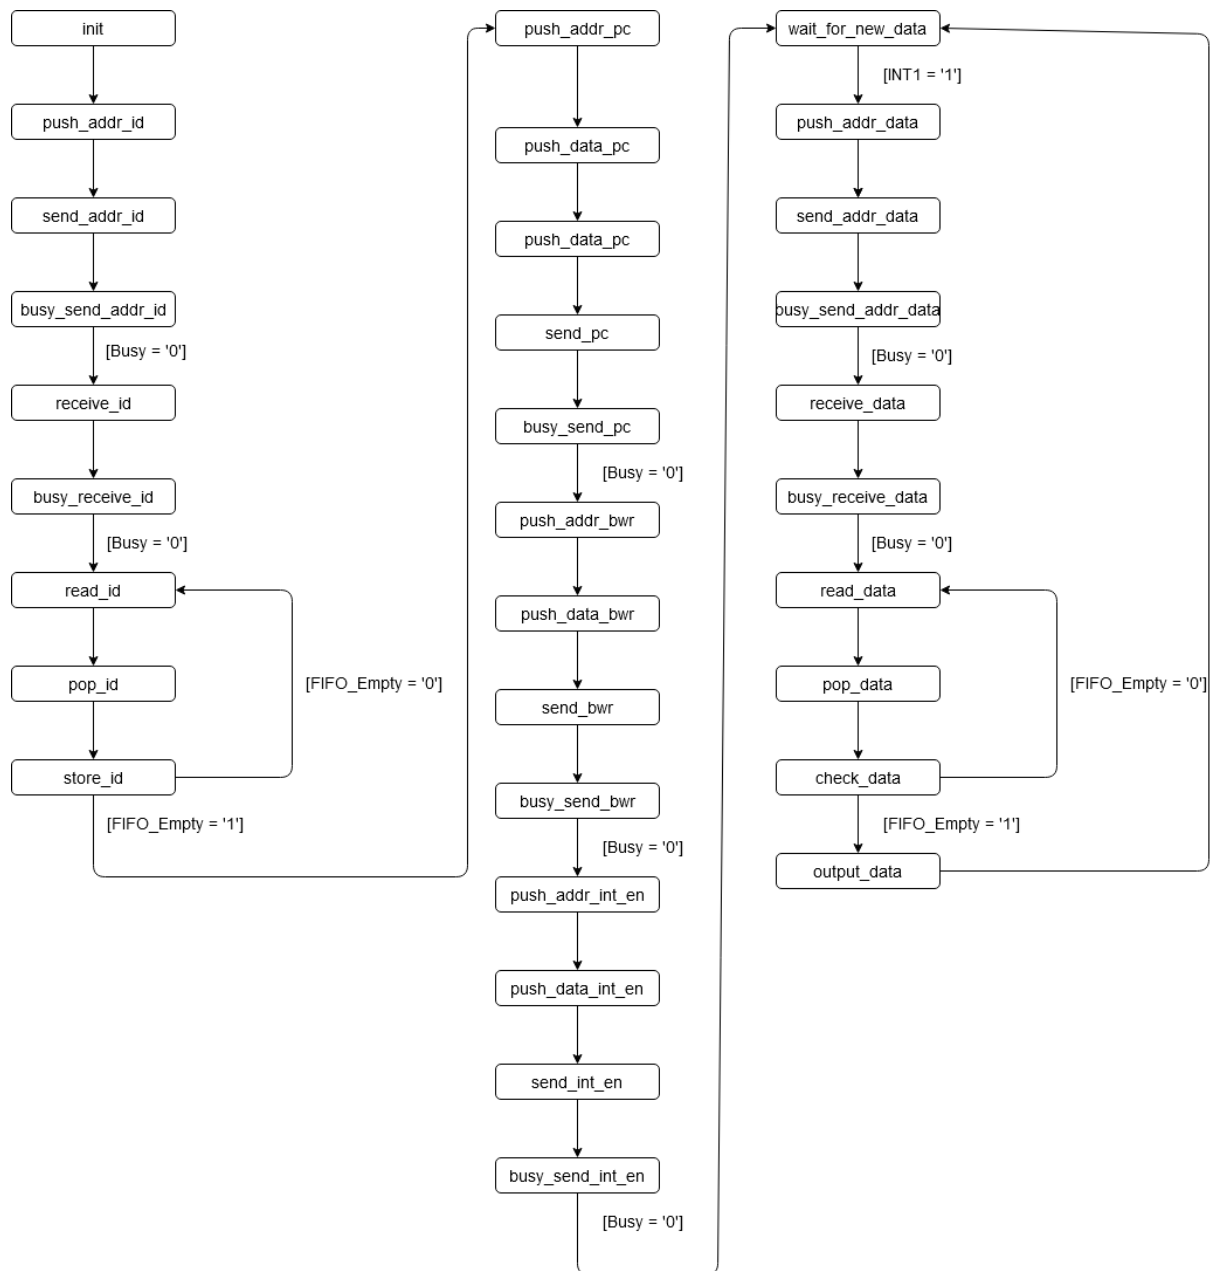 init
push_addr_id
send_addr_id
busy_send_addr_id
[Busy = '0']
receive_id
busy_receive_id
[Busy = '0']
read_id
pop_id
[FIFO_Empty = '0']
store_id
[FIFO_Empty = '1']
push_addr_pc
push_data_pc
push_data_pc
send_pc
busy_send_pc
[Busy = '0']
push_addr_bwr
push_data_bwr
send_bwr
busy_send_bwr
[Busy = '0']
push_addr_int_en
push_data_int_en
send_int_en
busy_send_int_en
[Busy = '0']
wait_for_new_data
[INT1 = '1']
push_addr_data
send_addr_data
busy_send_addr_data
[Busy = '0']
receive_data
busy_receive_data
[Busy = '0']
read_data
pop_data
[FIFO_Empty = '0']
check_data
[FIFO_Empty = '1']
output_data